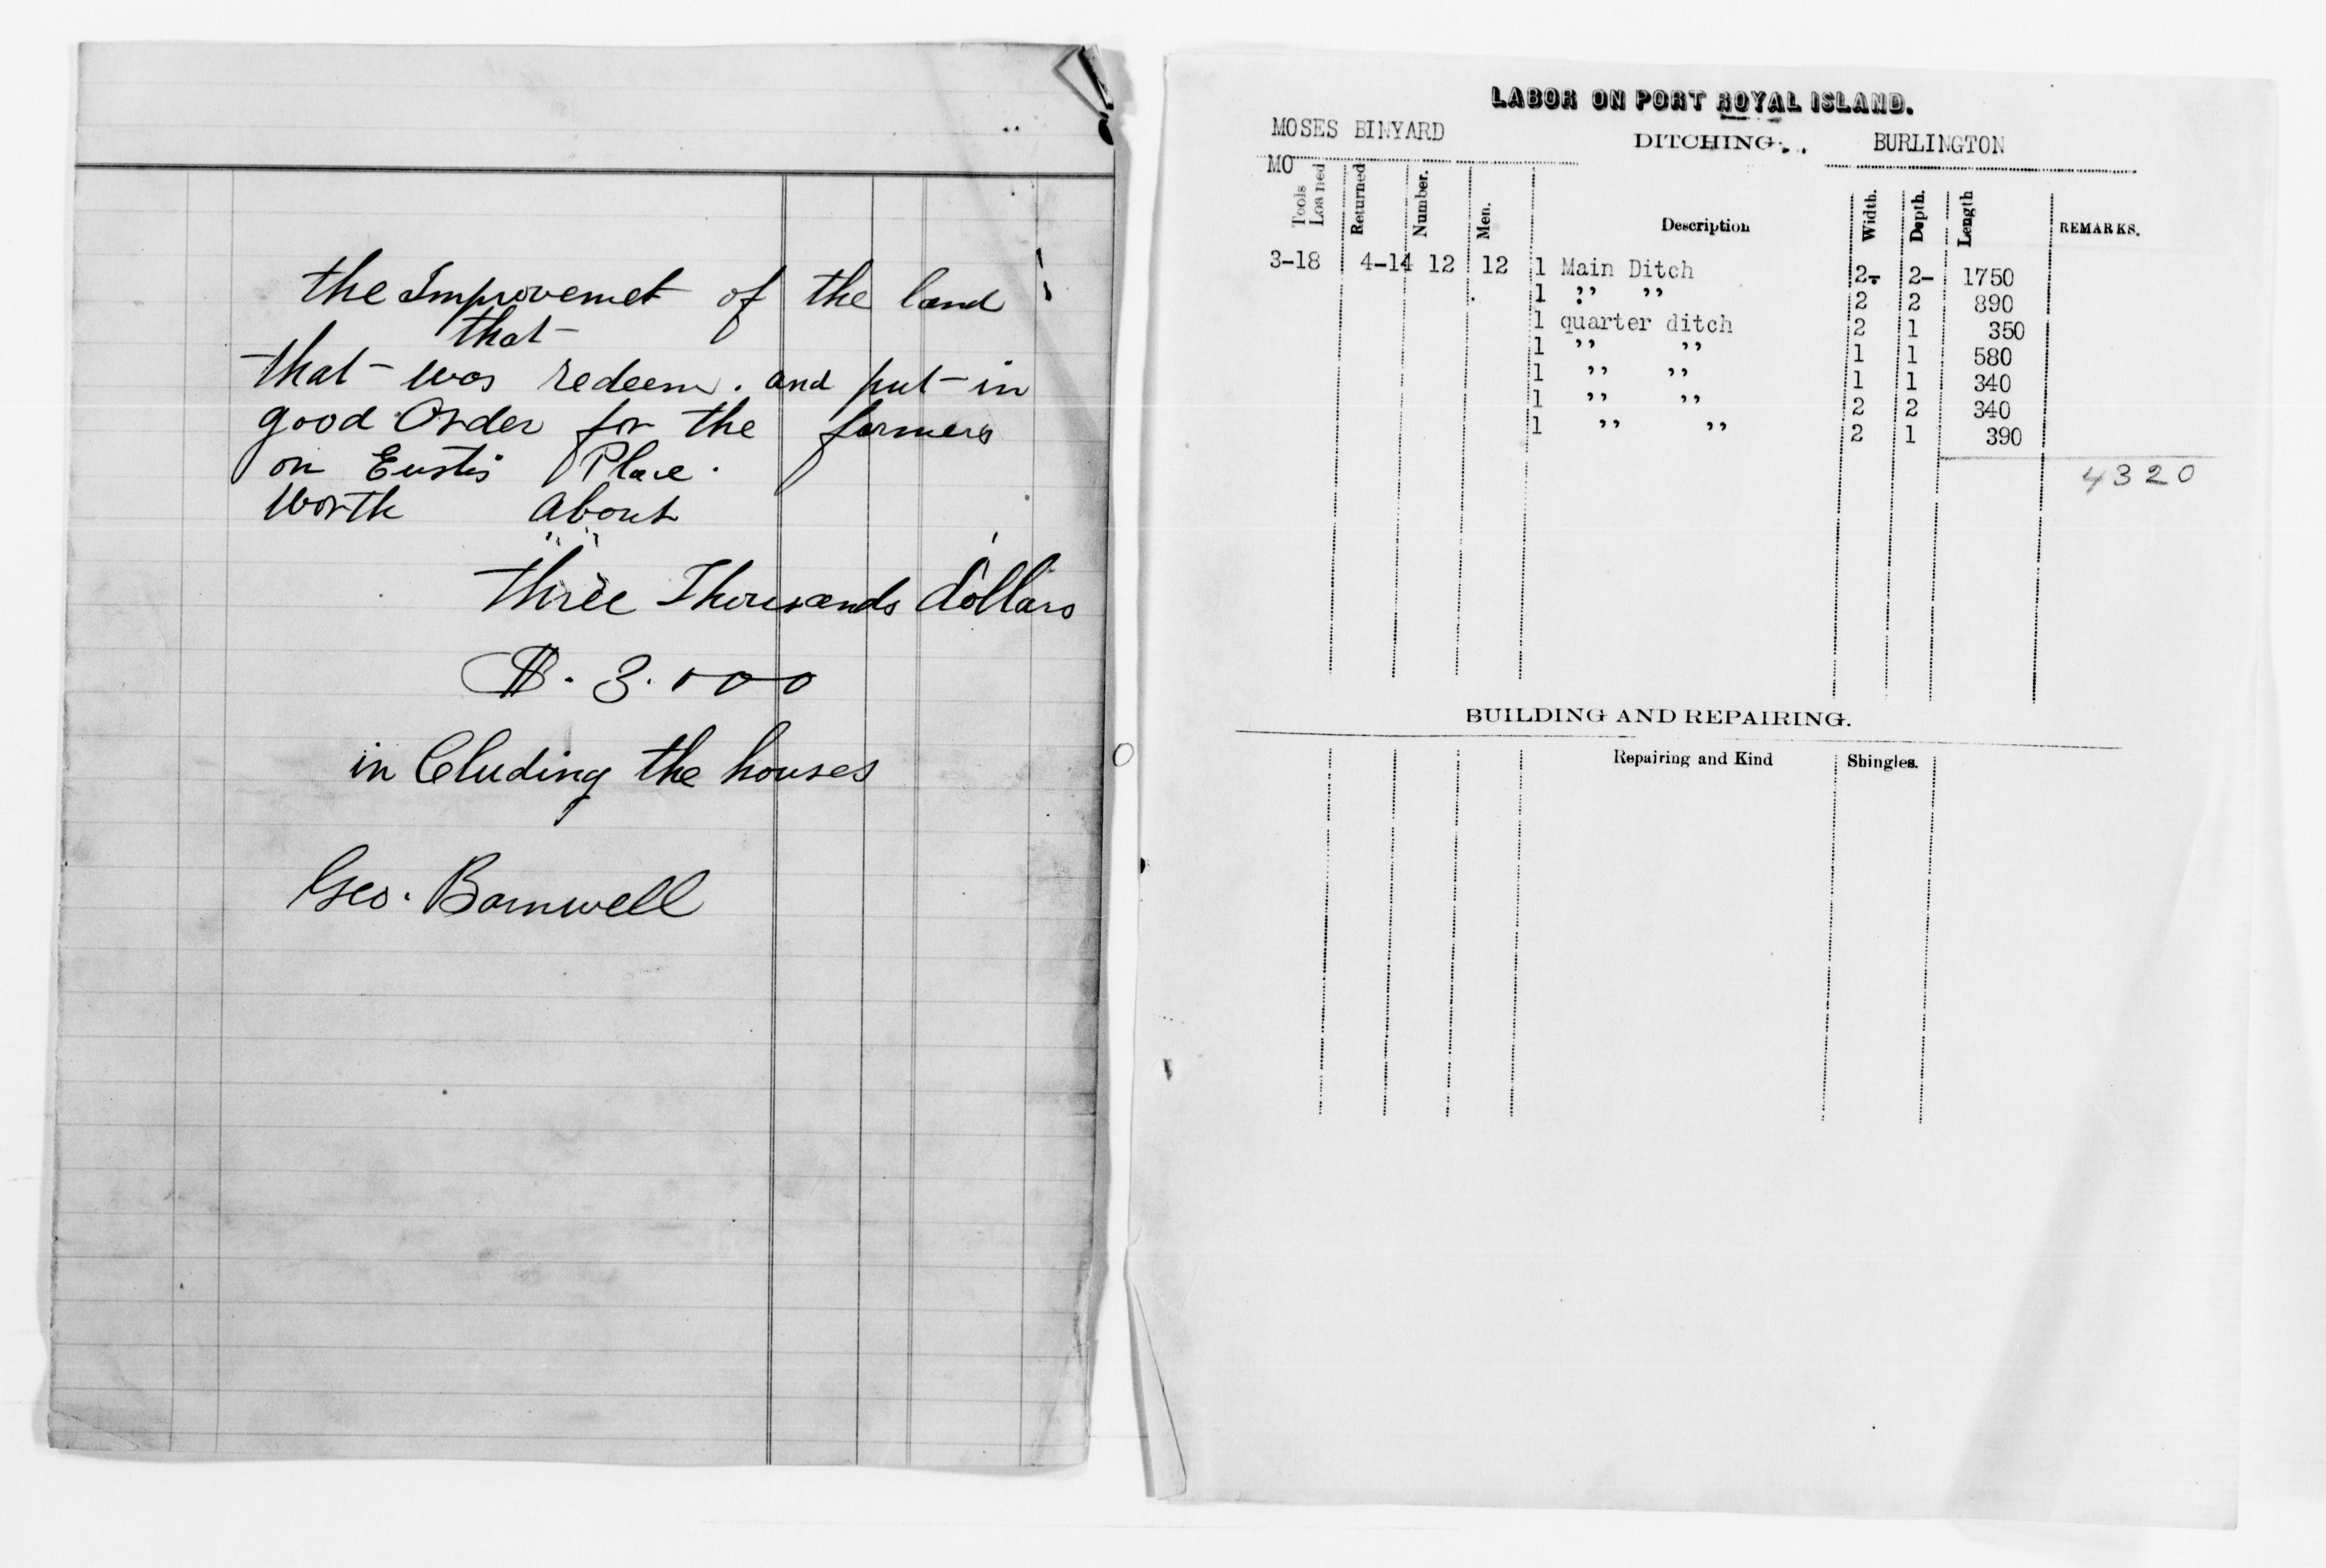 the Improvemet of the land
that
that was redeem. and put in
good Order for the farmers
on Eustis Place.
Worth About
" "
three Thousands dollars
$. 3.000
in Cluding the houses
Geo. Barnwell
LABOR ON PORT ROYAL ISLAND.
MOSES BINYARD DITCHING. BURLINGTON
MO
Tools Loaned Returned Number. Men. Description Width. Depth. Length REMARKS.
3-18 4-14 12 12 1 Main Ditch 2- 2- 1750
1 ,, ,, 2 2 890
1 quarter ditch 2 1 350
1 ,, ,, 1 1 580
1 ,, ,, 1 1 340
1 ,, ,, 2 2 340
1 ,, ,, 2 1 390
4320
BUILDING AND REPAIRING.
Repairing and Kind Shingles.